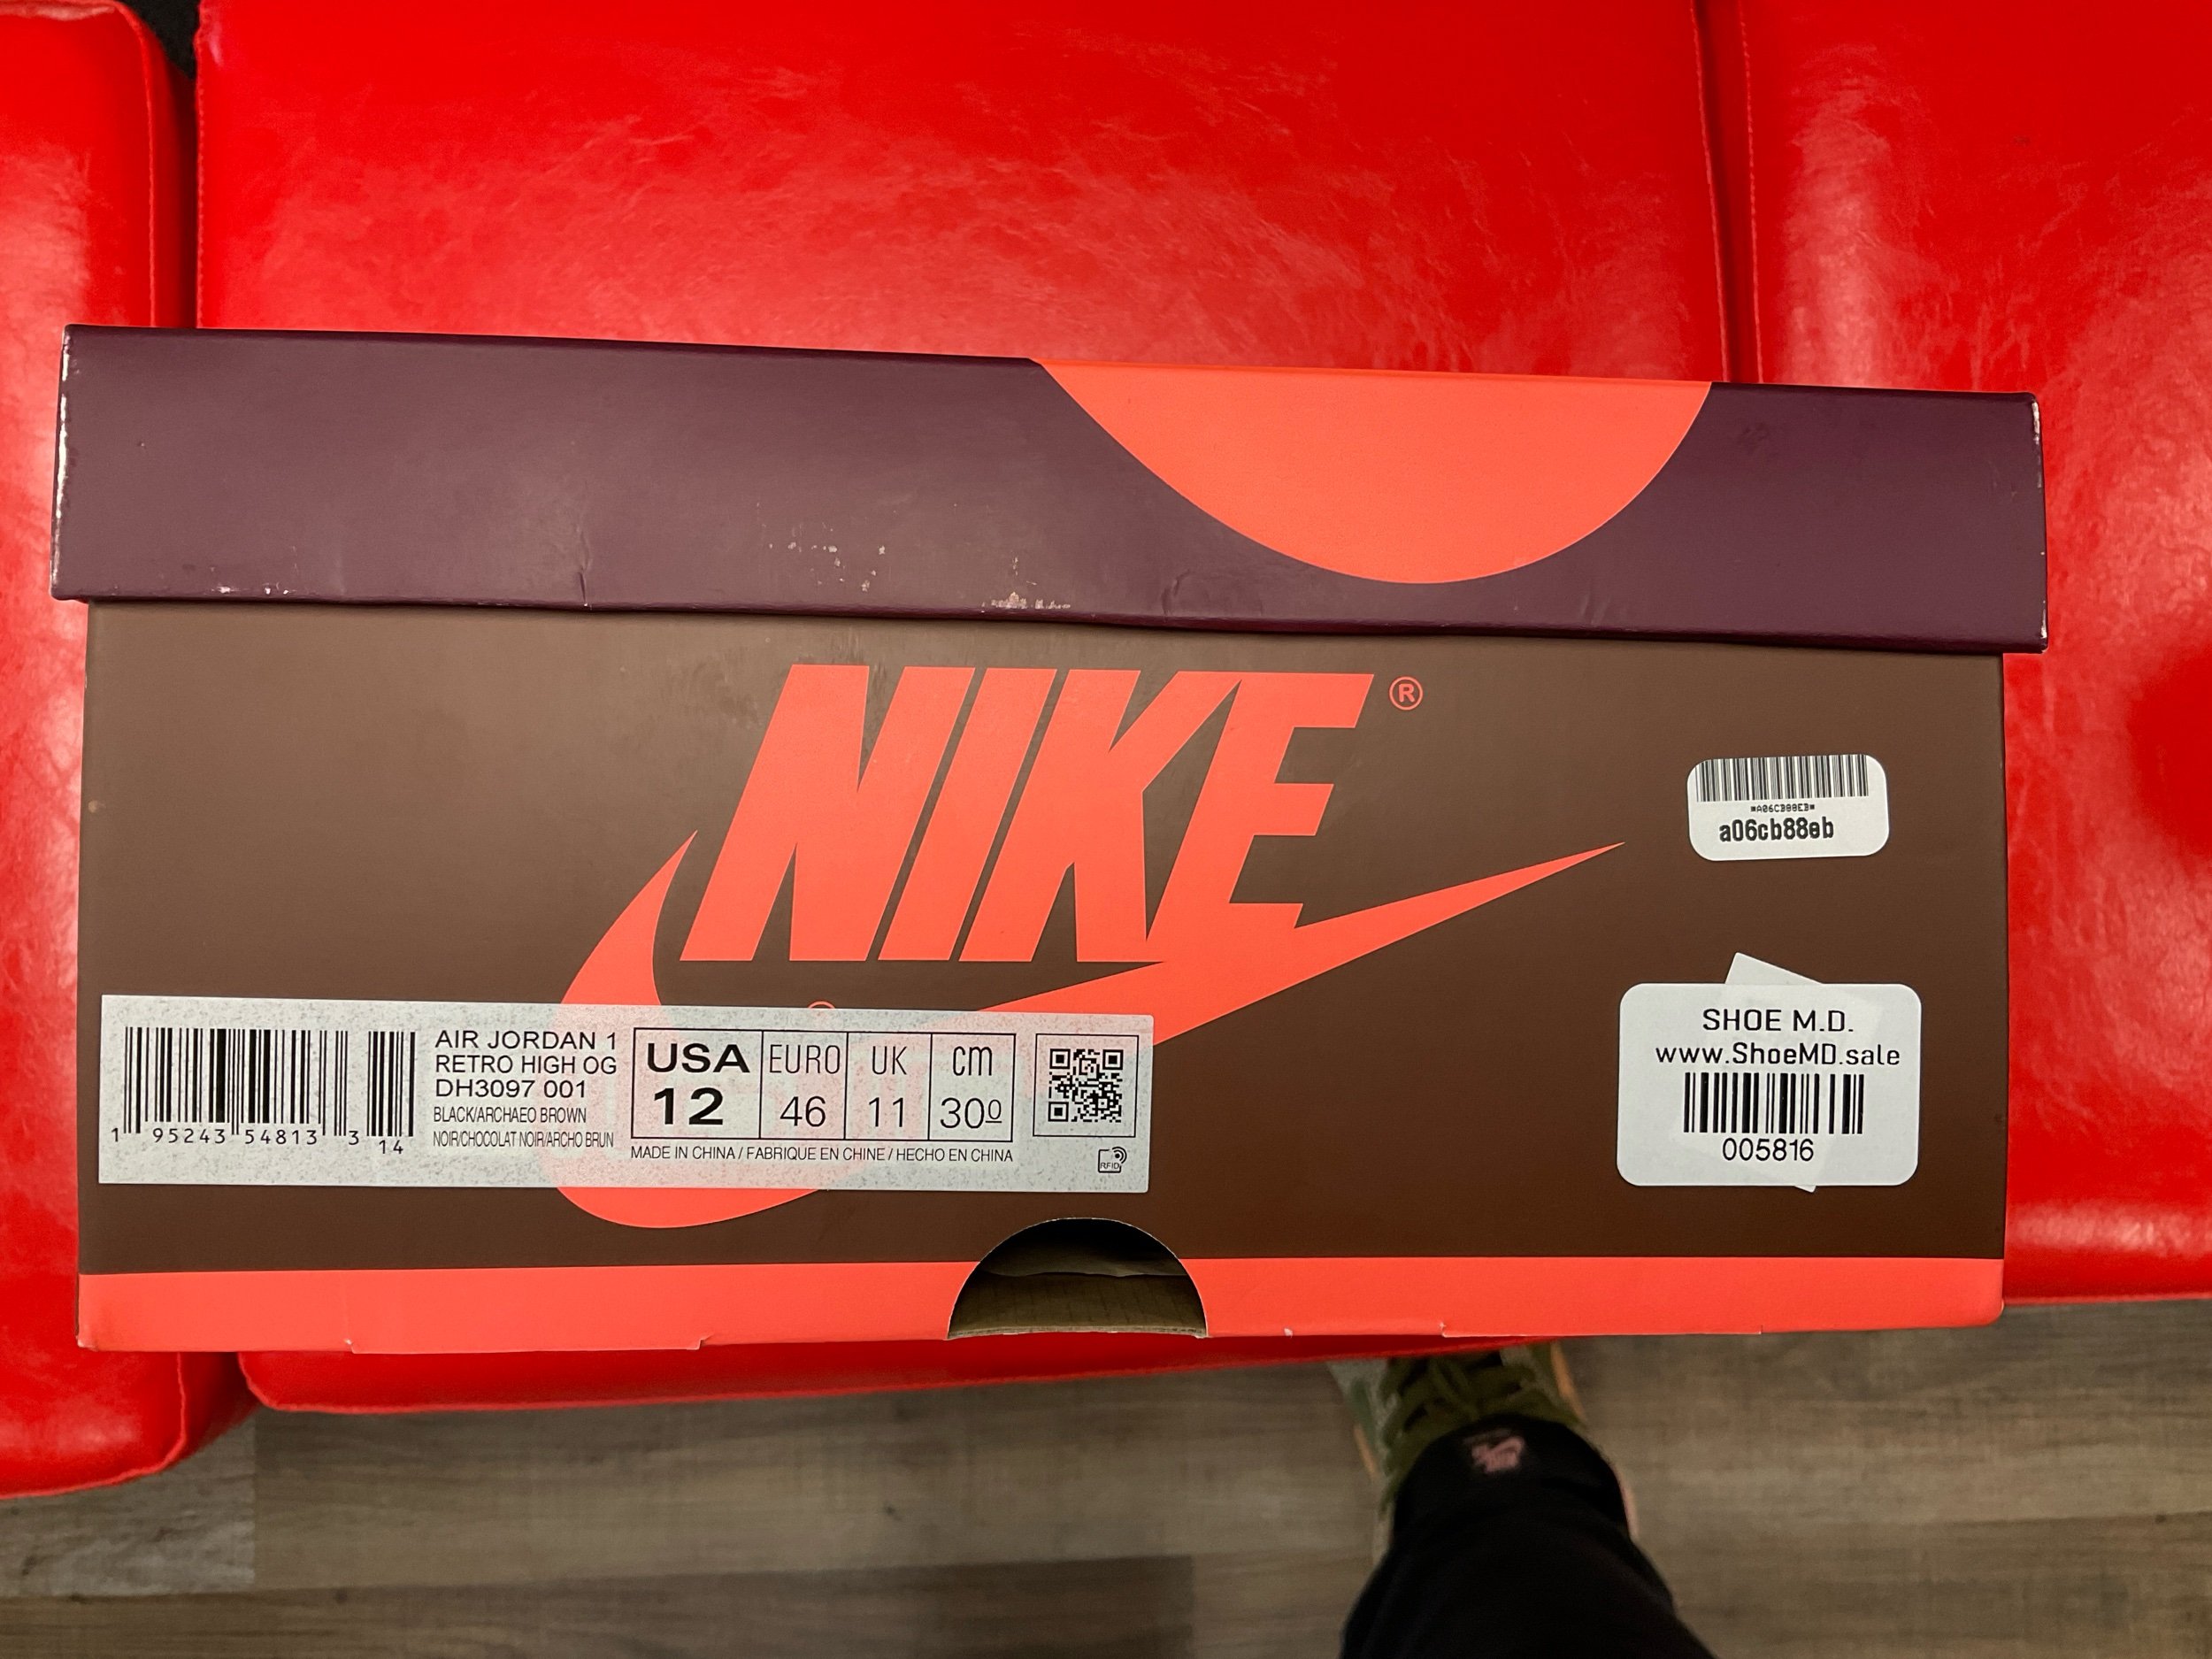 NIKE®
*A06CB88EB*
a06cb88eb
SHOE M.D.
www.ShoeMD.sale
005816
AIR JORDAN 1
RETRO HIGH OG
DH3097 001
BLACK/ARCHAEO BROWN
NOIR/CHOCOLAT NOIR/ARCHO BRUN
1 95243 54813 3
14
USA EURO UK cm
12 46 11 30 0
MADE IN CHINA / FABRIQUE EN CHINE / HECHO EN CHINA
RFID